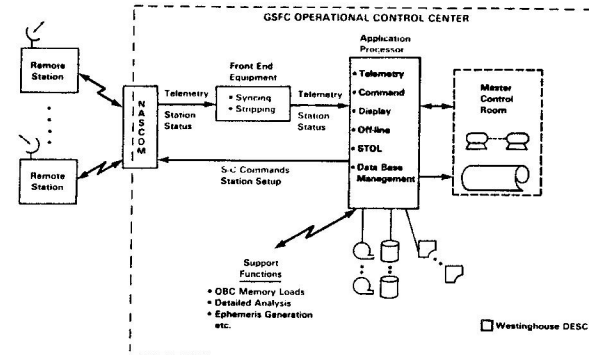 GSFC OPERATIONAL CONTROL CENTER
Remote
Station
Remote
Station
NASCOM
Telemetry
Station
Status
Front End
Equipment
• Syncing
• Stripping
Telemetry
Station
Status
S-C Commands
Station Setup
Application
Processor
• Telemetry
• Command
• Display
• Off-line
• STOL
• Data Base
Management
Master
Control
Room
Support
Functions
• OBC Memory Loads
• Detailed Analysis
• Ephemeris Generation
etc.
Westinghouse DESC